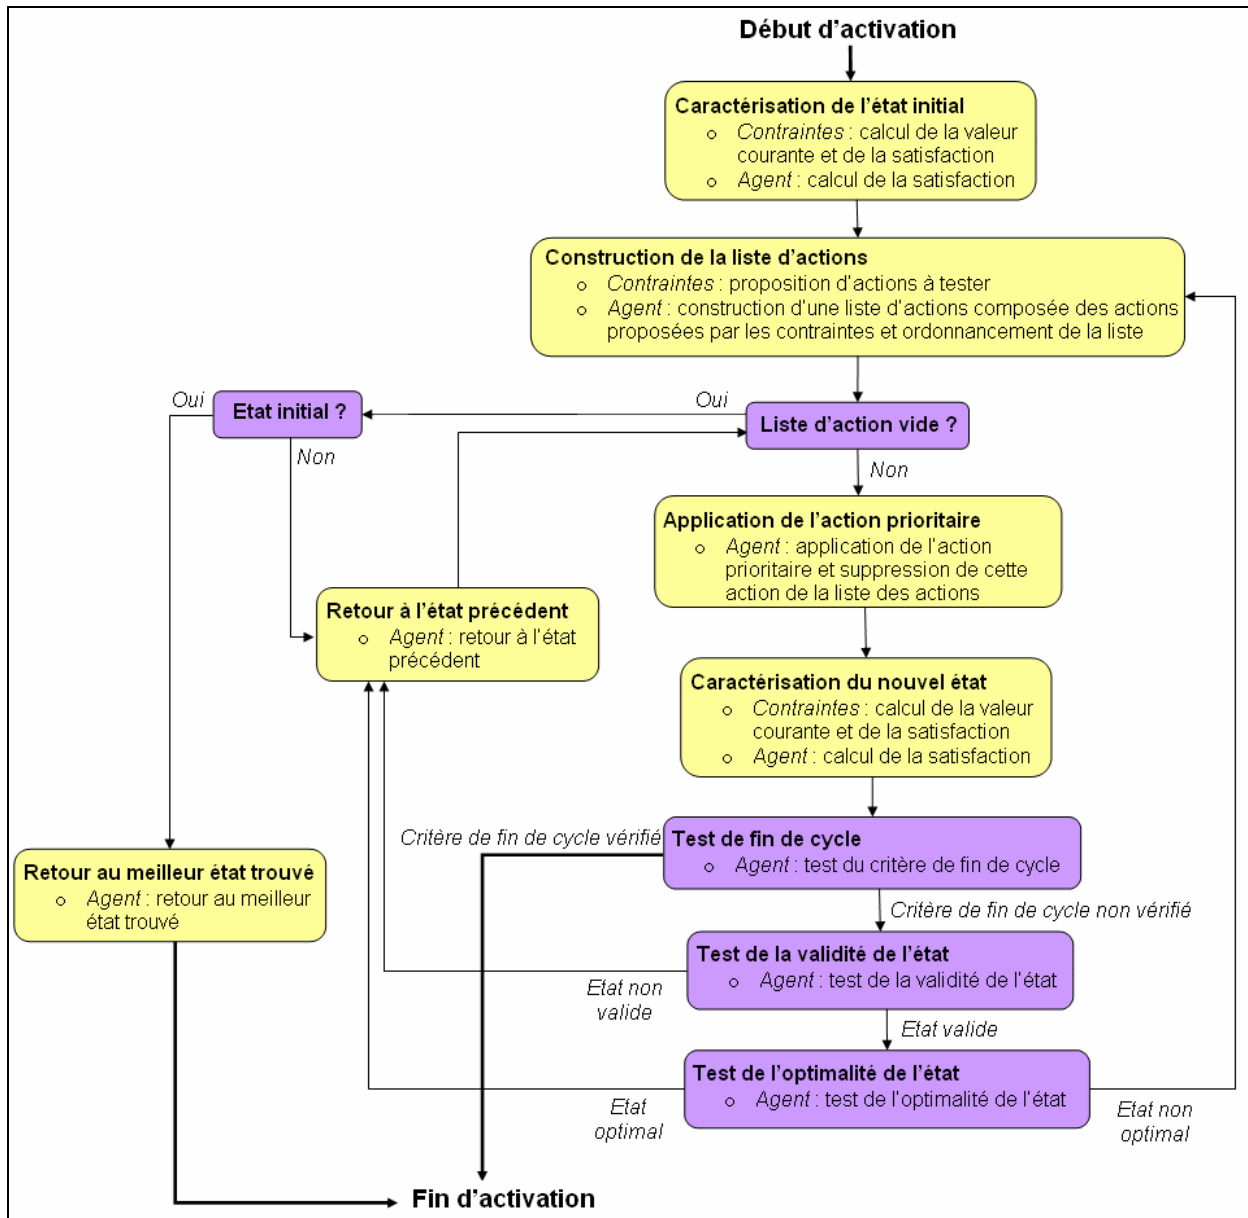 Début d'activation
Caractérisation de l'état initial
o Contraintes : calcul de la valeur
courante et de la satisfaction
o Agent : calcul de la satisfaction
Construction de la liste d'actions
o Contraintes : proposition d'actions à tester
o Agent : construction d'une liste d'actions composée des actions
proposées par les contraintes et ordonnancement de la liste
Oui
Etat initial ?
Oui
Liste d'action vide ?
Non
Non
Application de l'action prioritaire
o Agent : application de l'action
prioritaire et suppression de cette
action de la liste des actions
Retour à l'état précédent
o Agent : retour à l'état
précédent
Caractérisation du nouvel état
o Contraintes : calcul de la valeur
courante et de la satisfaction
o Agent : calcul de la satisfaction
Critère de fin de cycle vérifié
Test de fin de cycle
o Agent : test du critère de fin de cycle
Retour au meilleur état trouvé
o Agent : retour au meilleur
état trouvé
Critère de fin de cycle non vérifié
Test de la validité de l'état
o Agent : test de la validité de l'état
Etat non
valide
Etat valide
Test de l'optimalité de l'état
o Agent : test de l'optimalité de l'état
Etat
optimal
Etat non
optimal
Fin d'activation